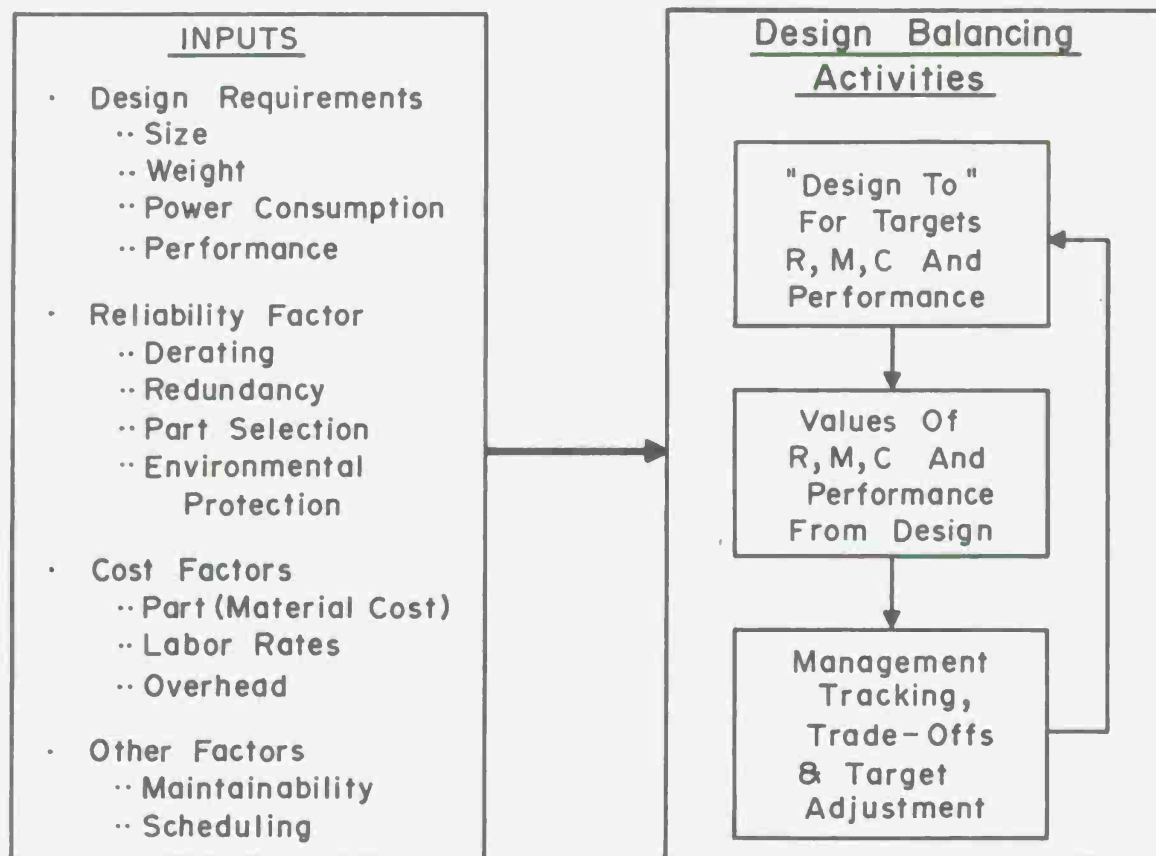 INPUTS
· Design Requirements
·· Size
·· Weight
·· Power Consumption
·· Performance
· Reliability Factor
·· Derating
·· Redundancy
·· Part Selection
·· Environmental
Protection
· Cost Factors
·· Part (Material Cost)
·· Labor Rates
·· Overhead
· Other Factors
·· Maintainability
·· Scheduling
Design Balancing
Activities
"Design To"
For Targets
R, M, C And
Performance
Values Of
R, M, C And
Performance
From Design
Management
Tracking,
Trade-Offs
& Target
Adjustment